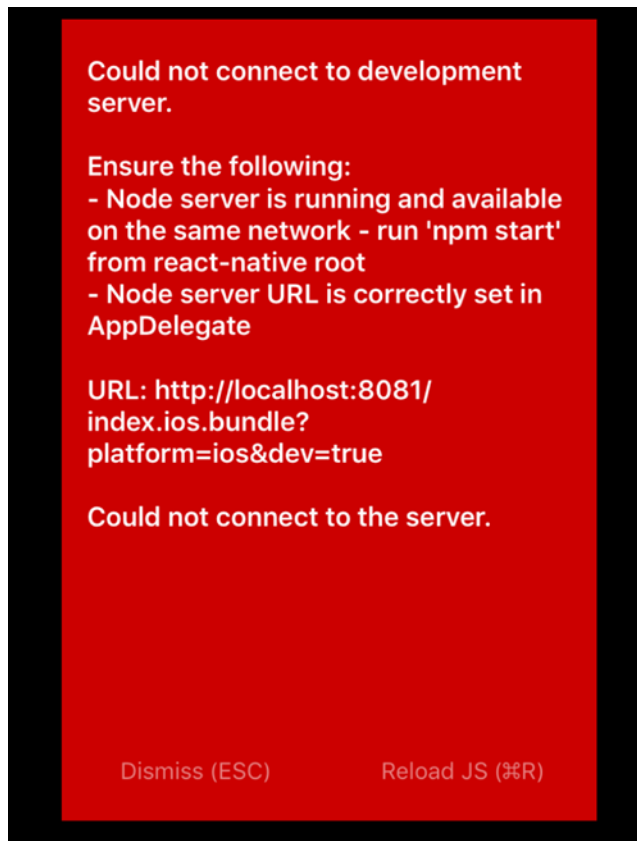 Could not connect to development
server.
Ensure the following:
- Node server is running and available
on the same network - run 'npm start'
from react-native root
- Node server URL is correctly set in
AppDelegate
URL: http://localhost:8081/
index.ios.bundle?
platform=ios&dev=true
Could not connect to the server.
Dismiss (ESC)
Reload JS (⌘R)